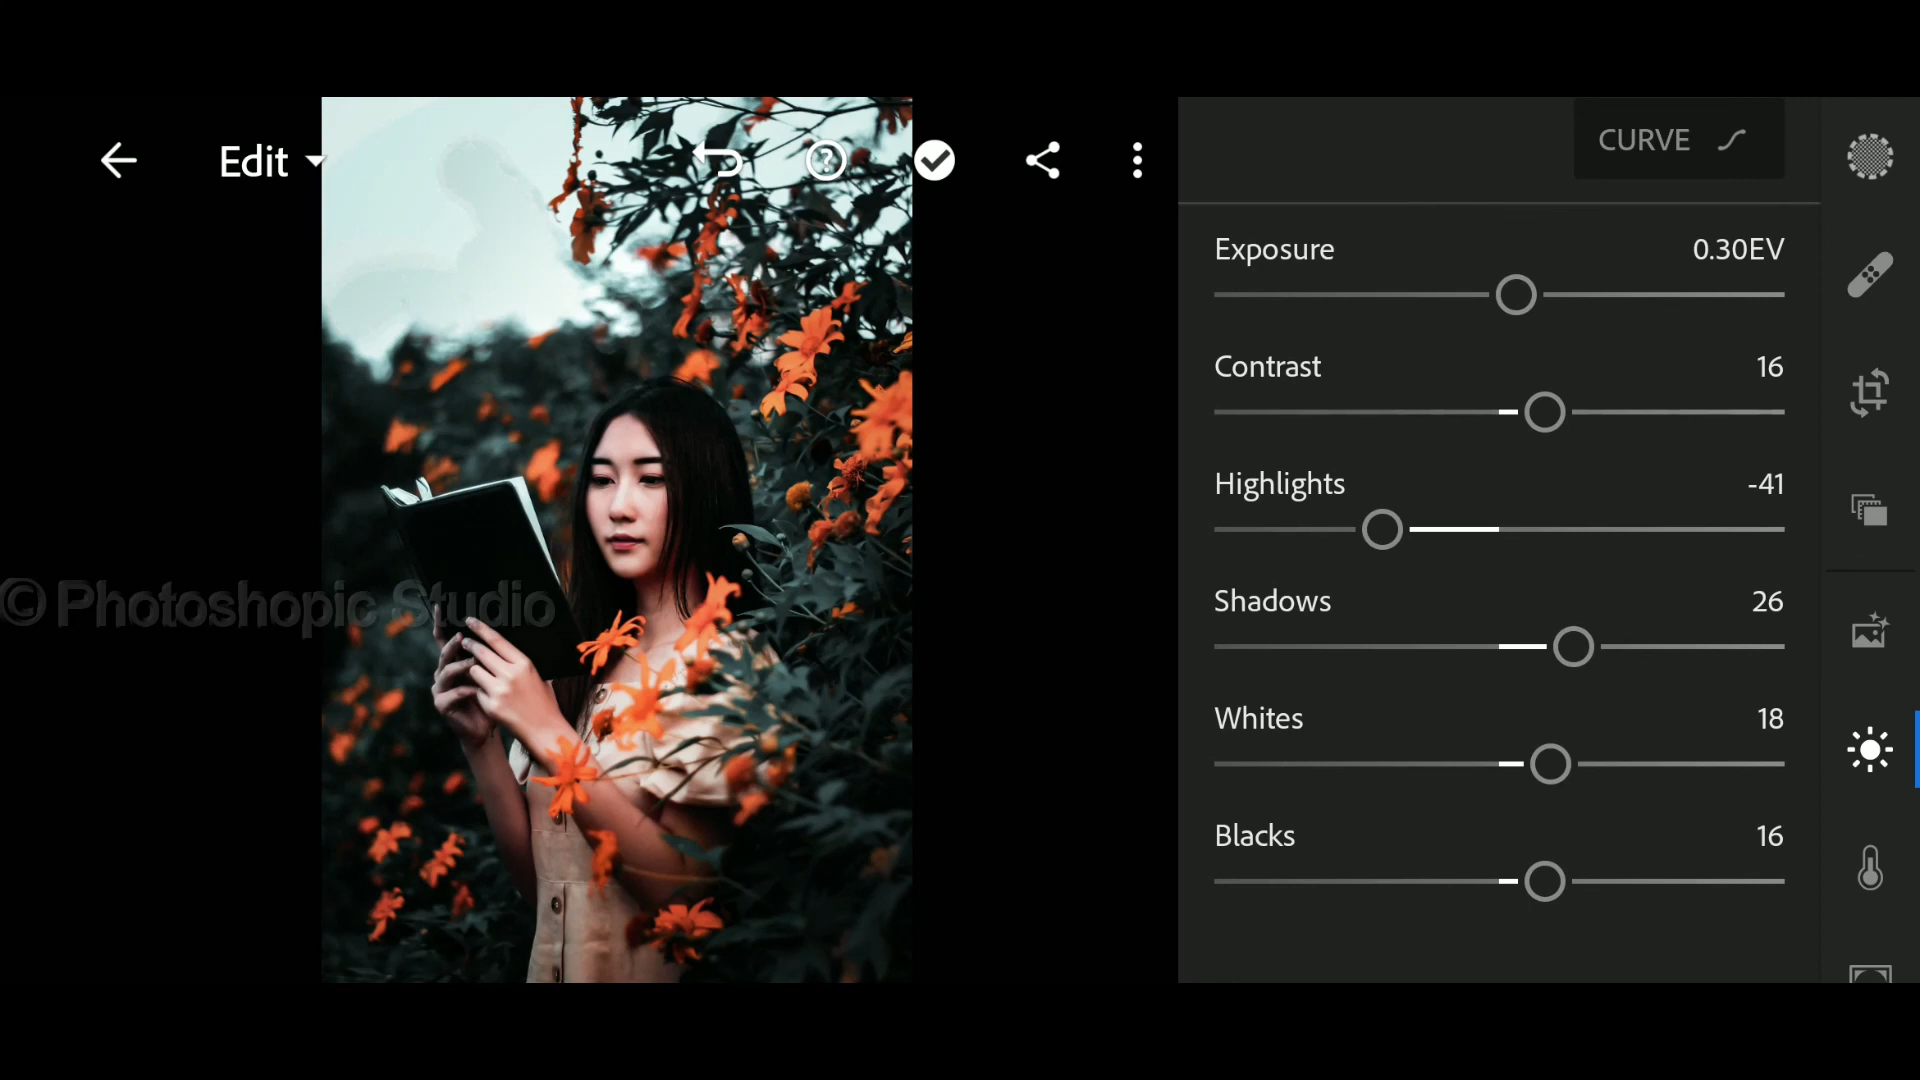 Edit
CURVE
Exposure 0.30EV
Contrast 16
Highlights -41
Shadows 26
Whites 18
Blacks 16
© Photoshopic Studio